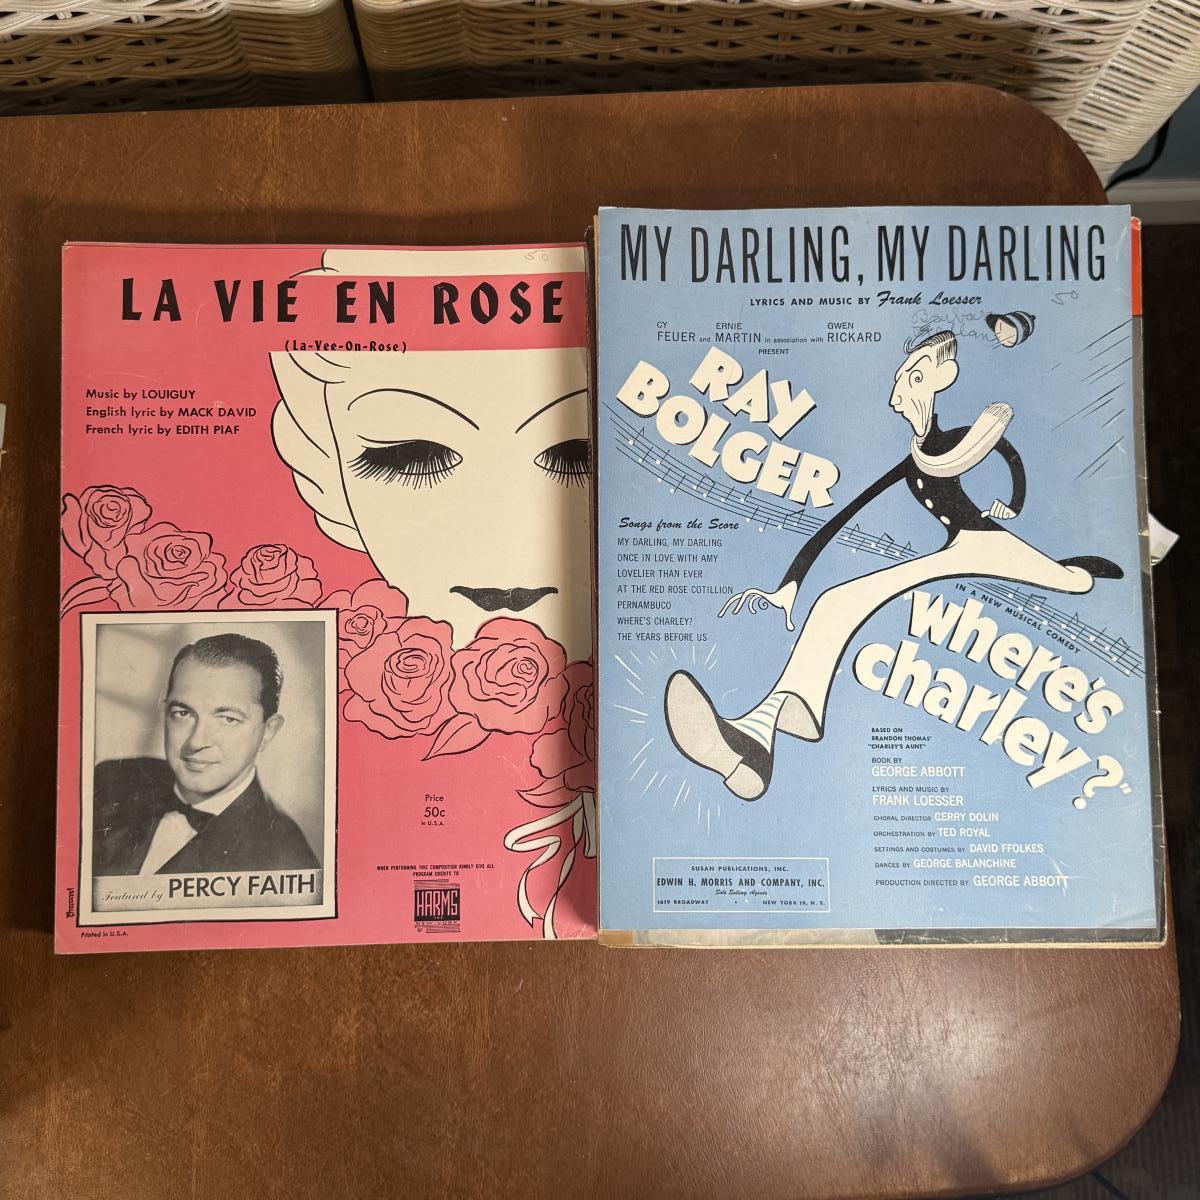 50
LA VIE EN ROSE
(La-Vee-On-Rose)
Music by LOUIGUY
English lyric by MACK DAVID
French lyric by EDITH PIAF
Price
50c
in U.S.A.
WHEN PERFORMING THIS COMPOSITION KINDLY GIVE ALL
PROGRAM CREDITS TO
HARMS
INC
NEW YORK
Featured by PERCY FAITH
Printed in U.S.A.
MY DARLING, MY DARLING
LYRICS AND MUSIC BY Frank Loesser
50
Barbara
CY FEUER and ERNIE MARTIN in association with GWEN RICKARD
PRESENT
RAY
BOLGER
Songs from the Score
MY DARLING, MY DARLING
ONCE IN LOVE WITH AMY
LOVELIER THAN EVER
AT THE RED ROSE COTILLION
PERNAMBUCO
WHERE'S CHARLEY?
THE YEARS BEFORE US
IN A NEW MUSICAL COMEDY
"where's
charley?"
BASED ON
BRANDON THOMAS'
"CHARLEY'S AUNT"
BOOK BY
GEORGE ABBOTT
LYRICS AND MUSIC BY
FRANK LOESSER
CHORAL DIRECTOR GERRY DOLIN
ORCHESTRATION BY TED ROYAL
SETTINGS AND COSTUMES BY DAVID FFOLKES
DANCES BY GEORGE BALANCHINE
PRODUCTION DIRECTED BY GEORGE ABBOTT
SUSAN PUBLICATIONS, INC.
EDWIN H. MORRIS AND COMPANY, INC.
Sole Selling Agents
1619 BROADWAY • NEW YORK 19, N. Y.